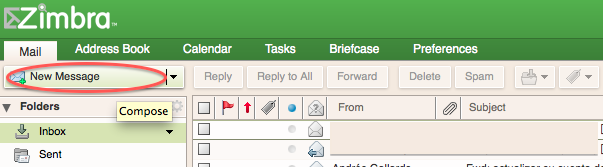 Zimbra™
Mail Address Book Calendar Tasks Briefcase Preferences
New Message Reply Reply to All Forward Delete Spam
Compose
Folders From Subject
Inbox
Sent